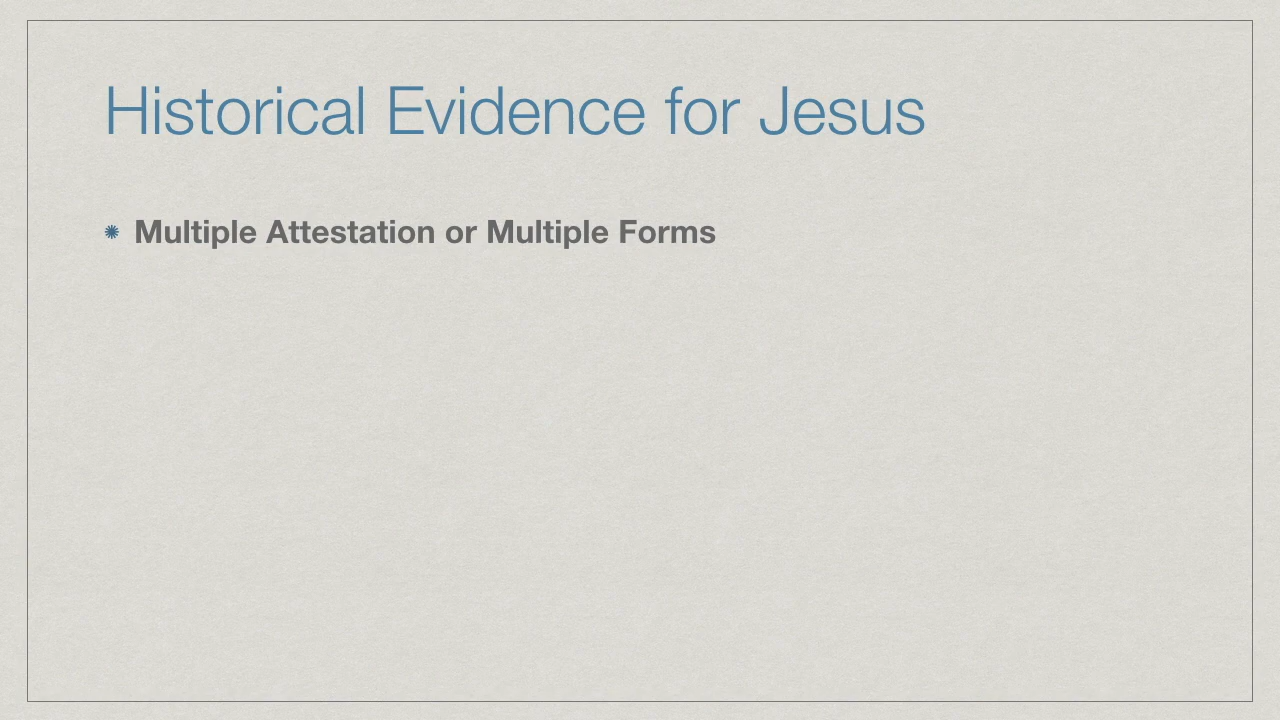 Historical Evidence for Jesus
Multiple Attestation or Multiple Forms